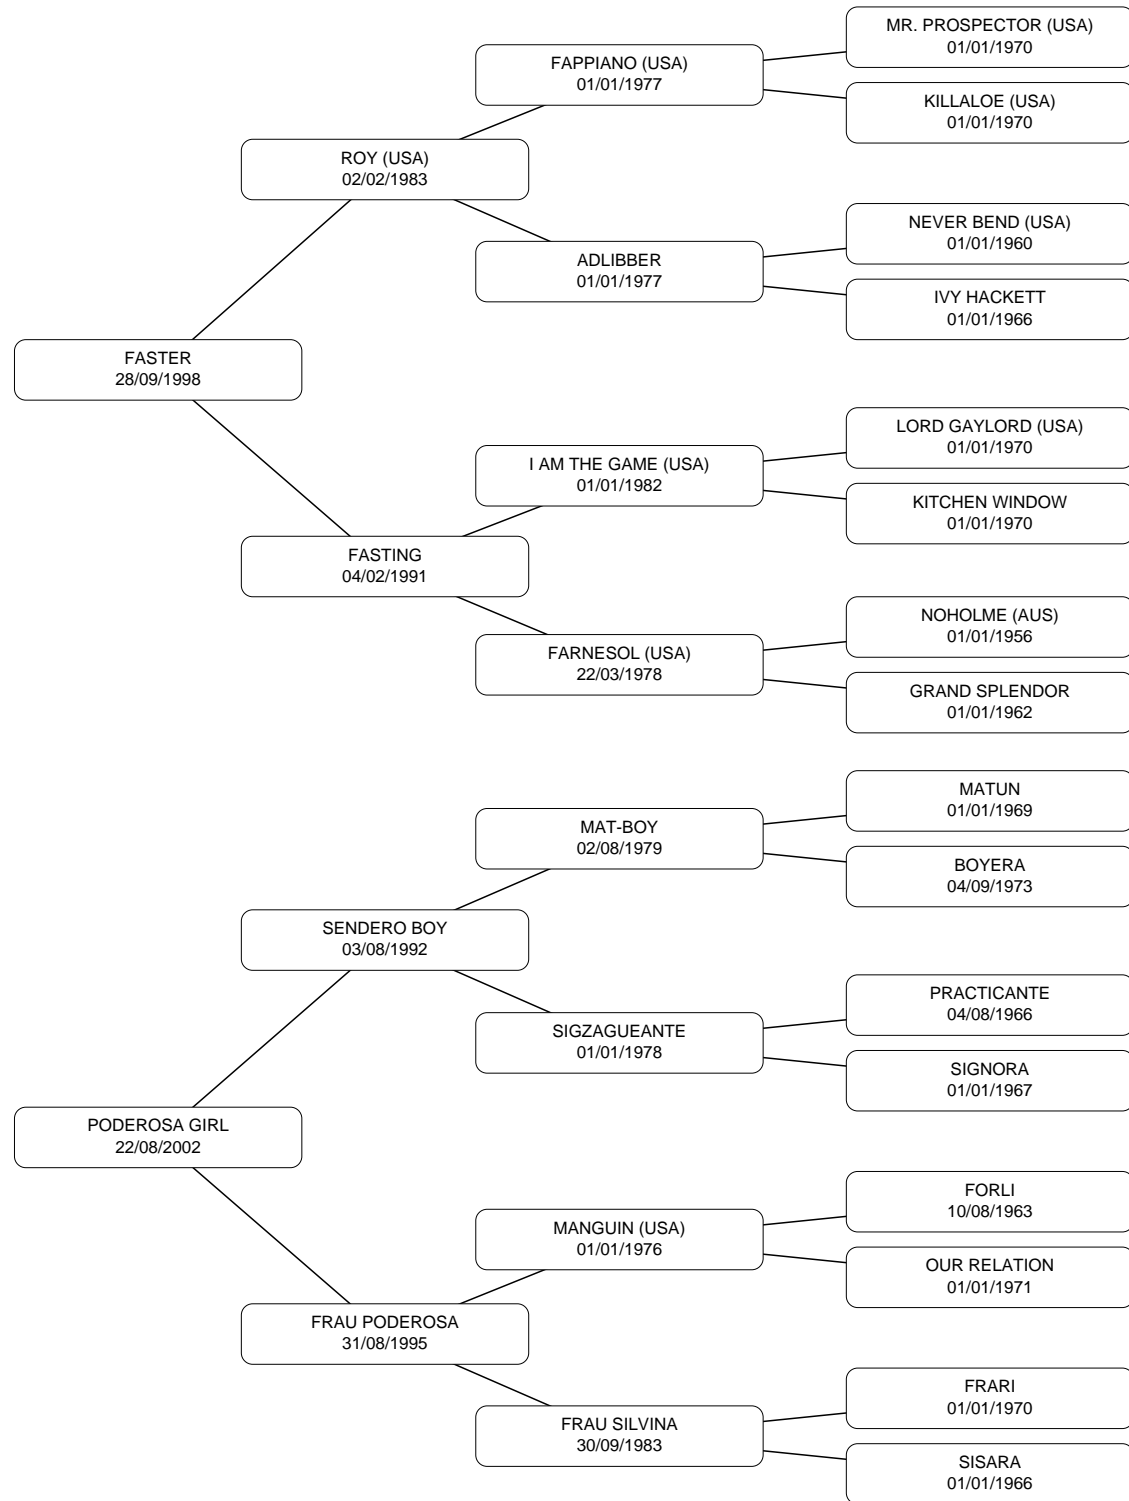 MR. PROSPECTOR (USA)
01/01/1970
FAPPIANO (USA)
01/01/1977
KILLALOE (USA)
01/01/1970
ROY (USA)
02/02/1983
NEVER BEND (USA)
01/01/1960
ADLIBBER
01/01/1977
IVY HACKETT
01/01/1966
FASTER
28/09/1998
LORD GAYLORD (USA)
01/01/1970
I AM THE GAME (USA)
01/01/1982
KITCHEN WINDOW
01/01/1970
FASTING
04/02/1991
NOHOLME (AUS)
01/01/1956
FARNESOL (USA)
22/03/1978
GRAND SPLENDOR
01/01/1962
MATUN
01/01/1969
MAT-BOY
02/08/1979
BOYERA
04/09/1973
SENDERO BOY
03/08/1992
PRACTICANTE
04/08/1966
SIGZAGUEANTE
01/01/1978
SIGNORA
01/01/1967
PODEROSA GIRL
22/08/2002
FORLI
10/08/1963
MANGUIN (USA)
01/01/1976
OUR RELATION
01/01/1971
FRAU PODEROSA
31/08/1995
FRARI
01/01/1970
FRAU SILVINA
30/09/1983
SISARA
01/01/1966